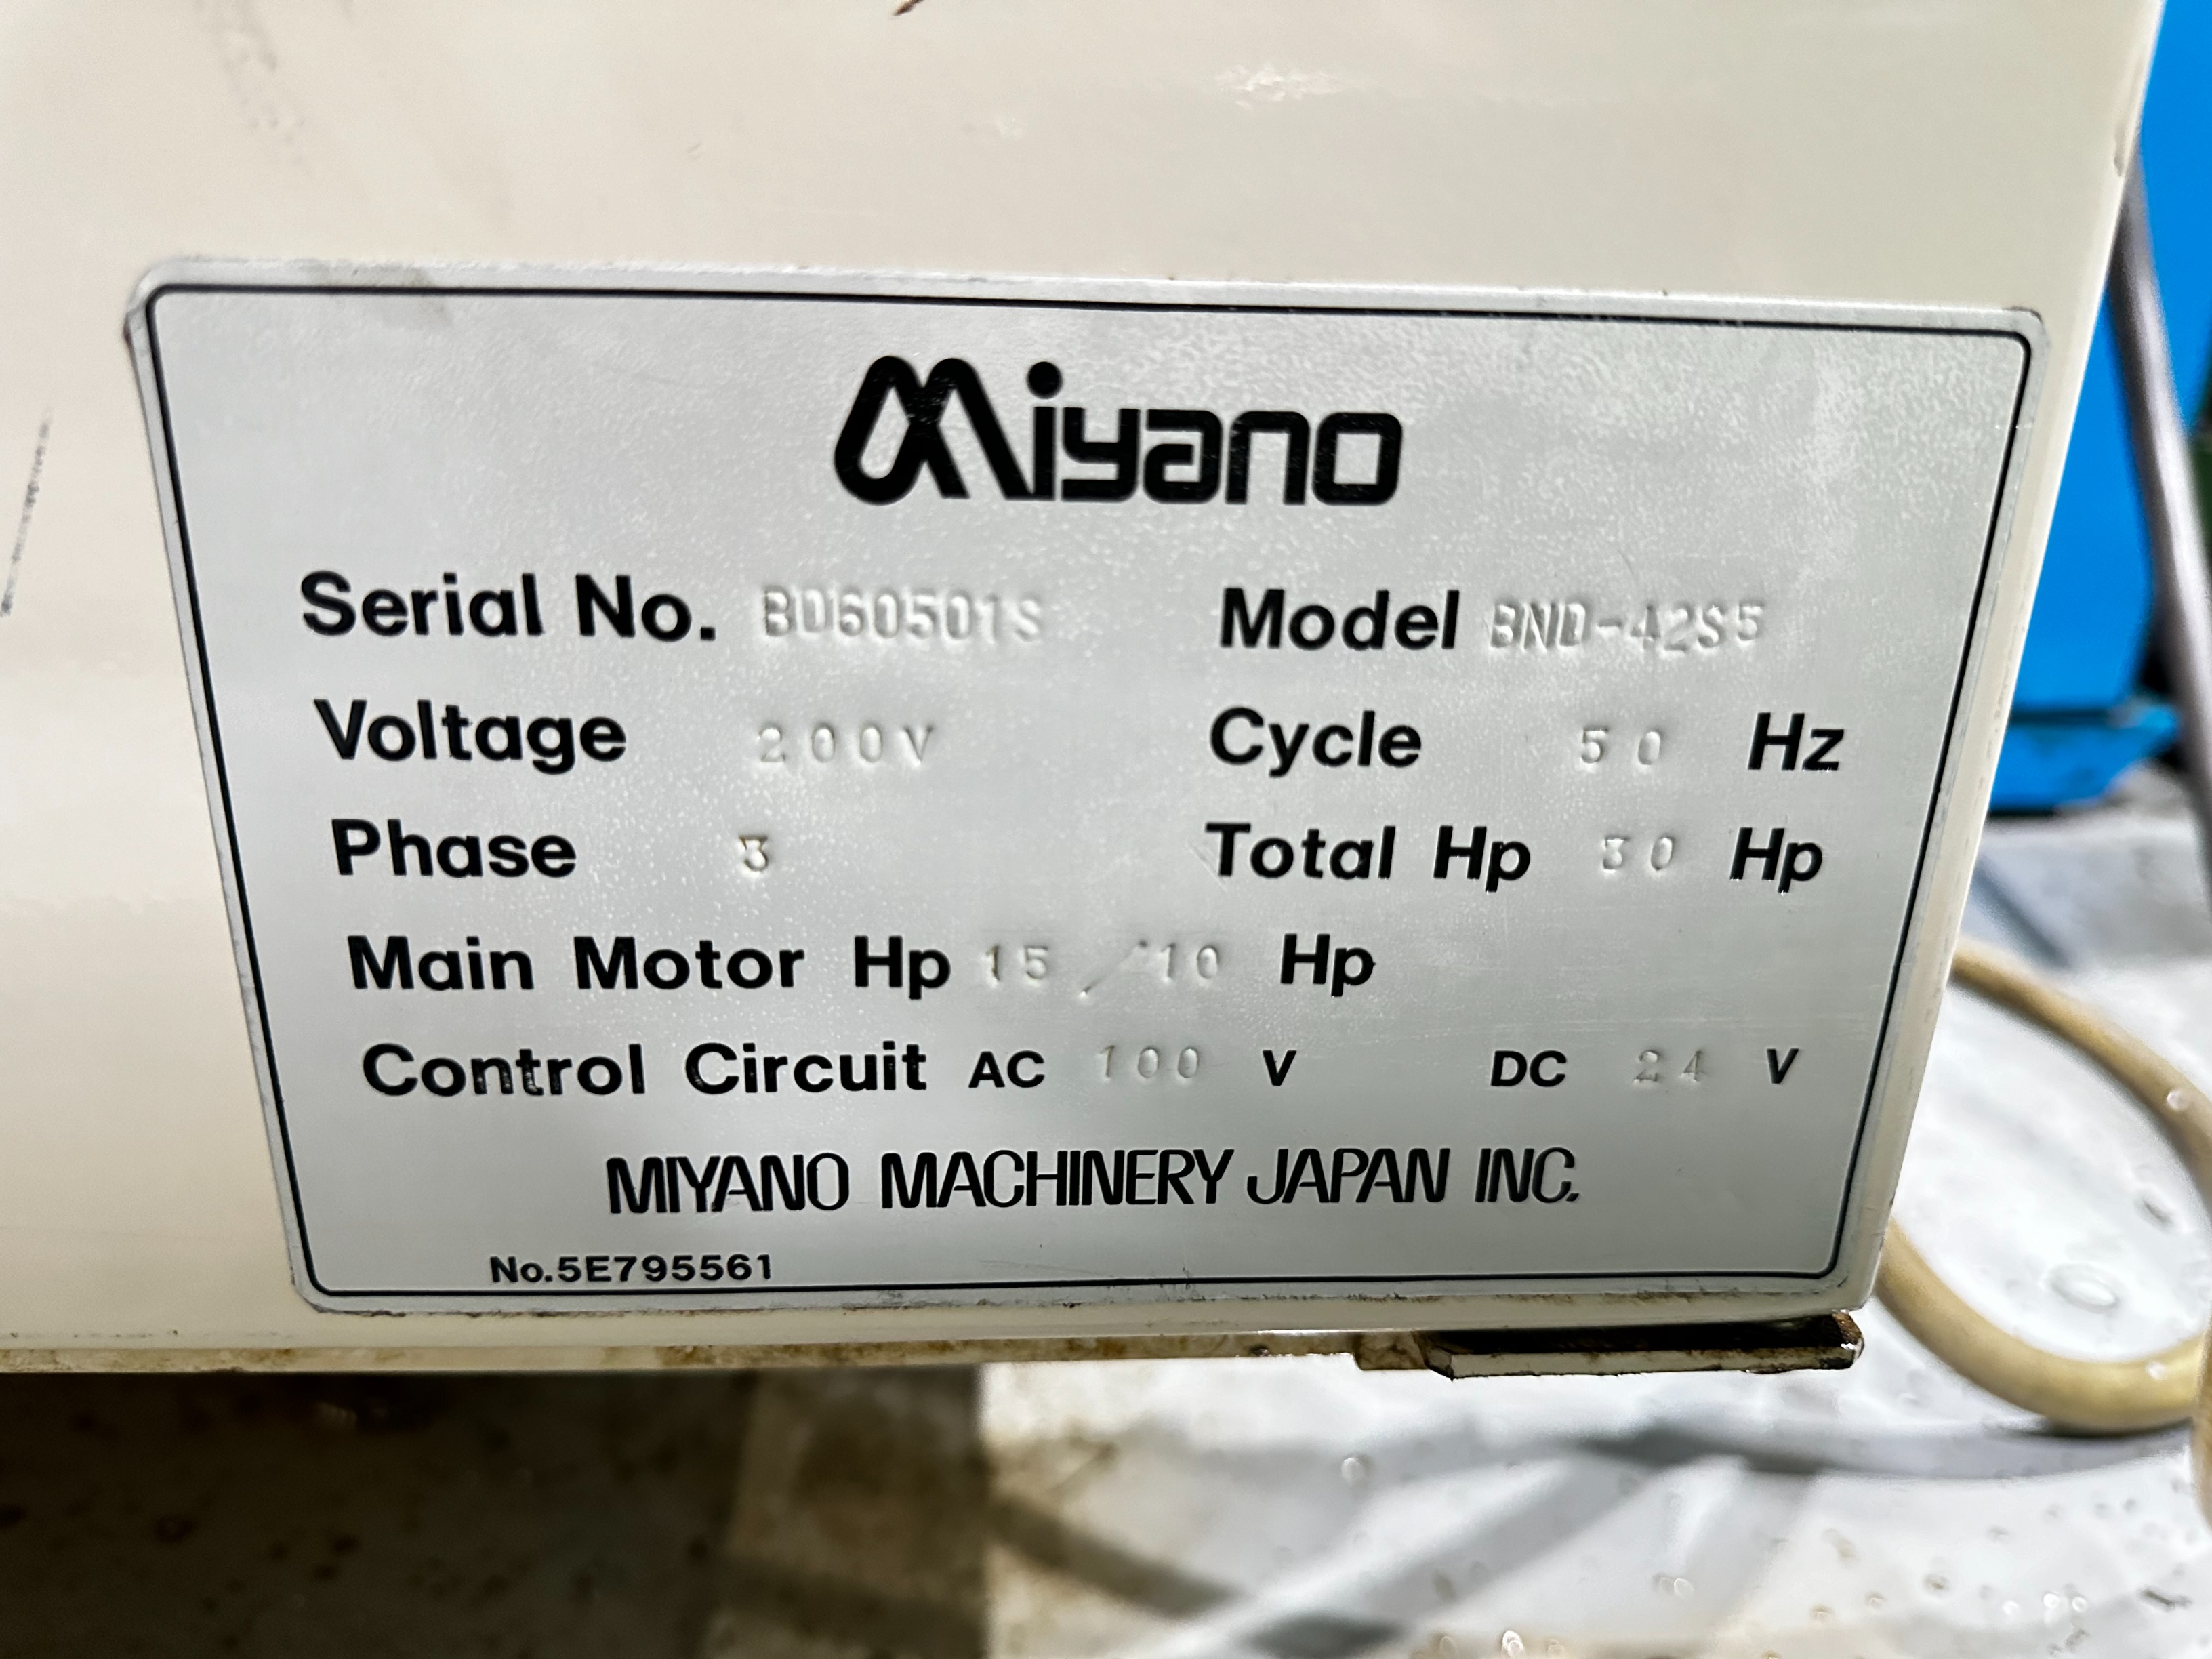 Miyano
Serial No. BD60501S Model BND-42S5
Voltage 200V Cycle 50 Hz
Phase 3 Total Hp 30 Hp
Main Motor Hp 15 / 10 Hp
Control Circuit AC 100 V DC 24 V
MIYANO MACHINERY JAPAN INC.
No.5E795561